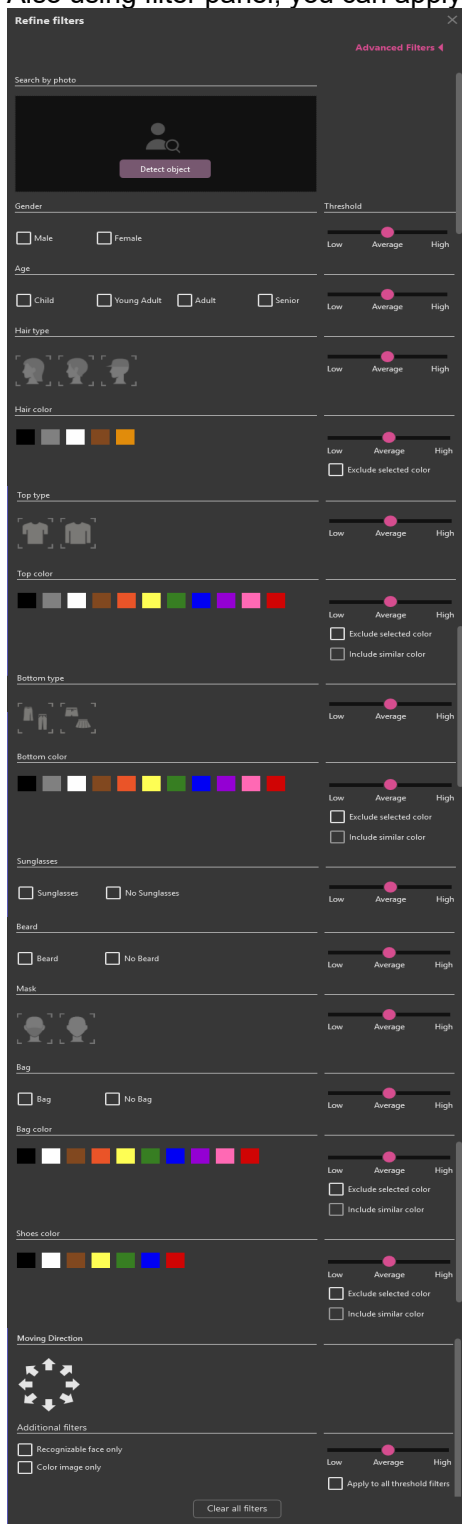 Also using filter panel, you can apply
Refine filters
Advanced Filters
Search by photo
Detect object
Gender Threshold
Male Female
Low Average High
Age
Child Young Adult Adult Senior
Low Average High
Hair type
Low Average High
Hair color
Low Average High
Exclude selected color
Top type
Low Average High
Top color
Low Average High
Exclude selected color
Include similar color
Bottom type
Low Average High
Bottom color
Low Average High
Exclude selected color
Include similar color
Sunglasses
Sunglasses No Sunglasses
Low Average High
Beard
Beard No Beard
Low Average High
Mask
Low Average High
Bag
Bag No Bag
Low Average High
Bag color
Low Average High
Exclude selected color
Include similar color
Shoes color
Low Average High
Exclude selected color
Include similar color
Moving Direction
Additional filters
Recognizable face only
Low Average High
Color image only
Apply to all threshold filters
Clear all filters